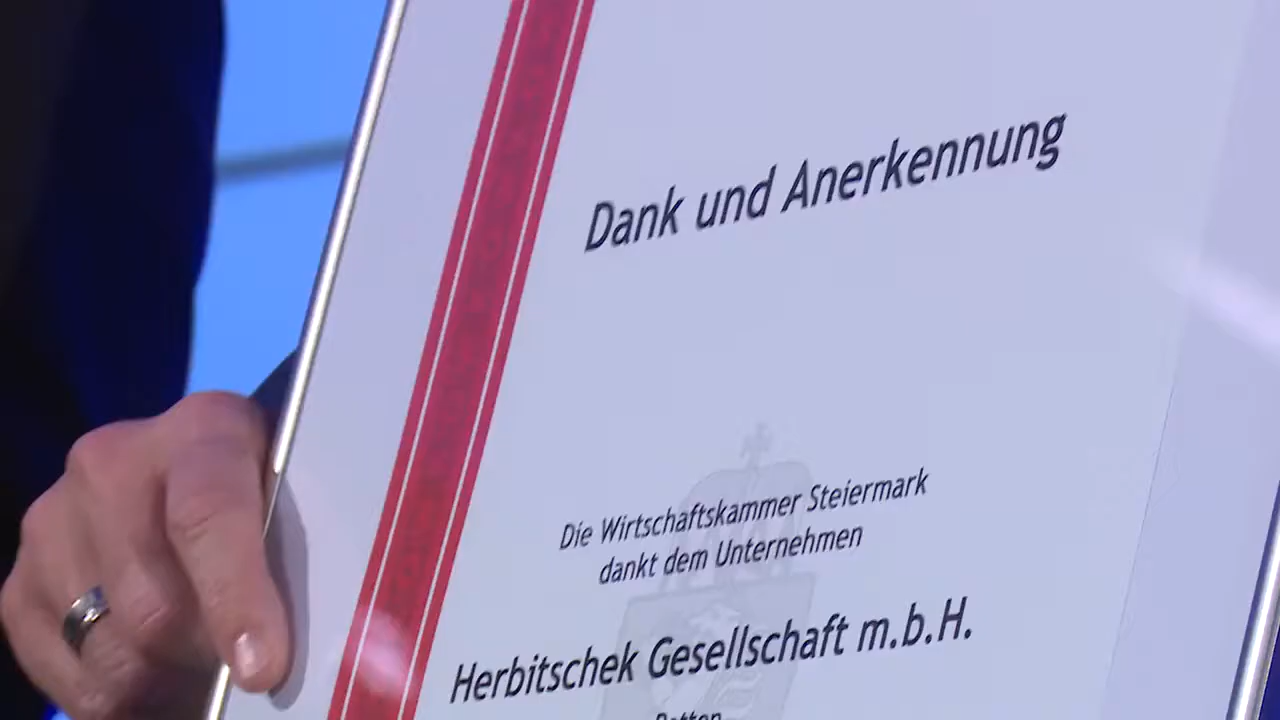 Dank und Anerkennung
Die Wirtschaftskammer Steiermark
dankt dem Unternehmen
Herbitschek Gesellschaft m.b.H.